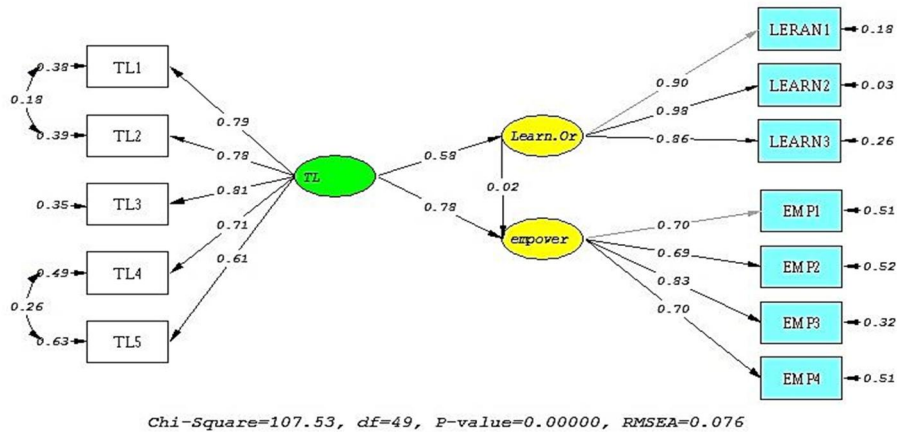 LERAN1
0.18
0.38
TL1
0.90
0.18
LEARN2
0.03
0.79
0.98
0.39
TL2
Learn.Or
0.86
LEARN3
0.26
0.78
0.58
TL
0.81
0.02
0.35
TL3
0.78
0.71
0.70
EMP1
0.51
0.61
empover
0.69
0.49
TL4
EMP2
0.52
0.26
0.83
0.70
EMP3
0.32
0.63
TL5
EMP4
0.51
Chi-Square=107.53, df=49, P-value=0.00000, RMSEA=0.076